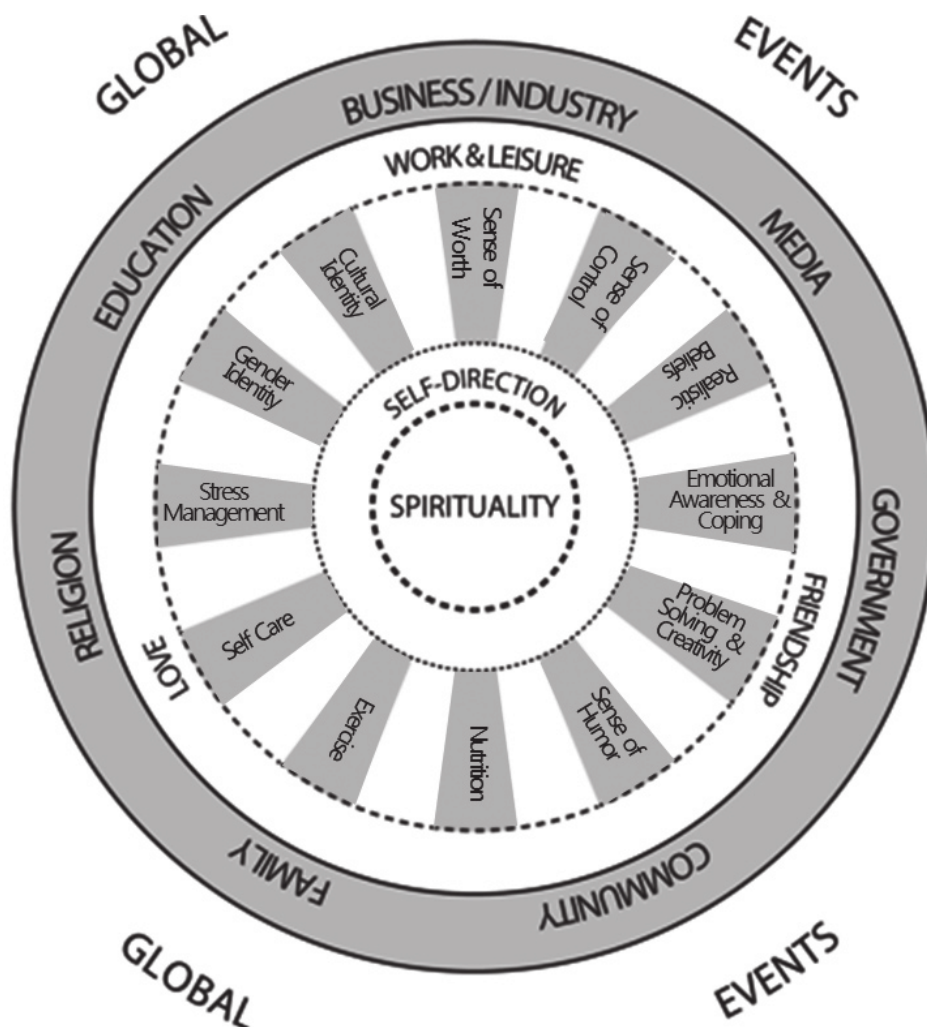 GLOBAL
EVENTS
BUSINESS / INDUSTRY
EDUCATION
MEDIA
RELIGION
GOVERNMENT
FAMILY
COMMUNITY
WORK & LEISURE
LOVE
FRIENDSHIP
Sense of
Worth
Sense of
Control
Realistic
Beliefs
Emotional
Awareness &
Coping
Problem
Solving &
Creativity
Sense of
Humor
Nutrition
Exercise
Self Care
Stress
Management
Gender
Identity
Cultural
Identity
SELF-DIRECTION
SPIRITUALITY
GLOBAL
EVENTS